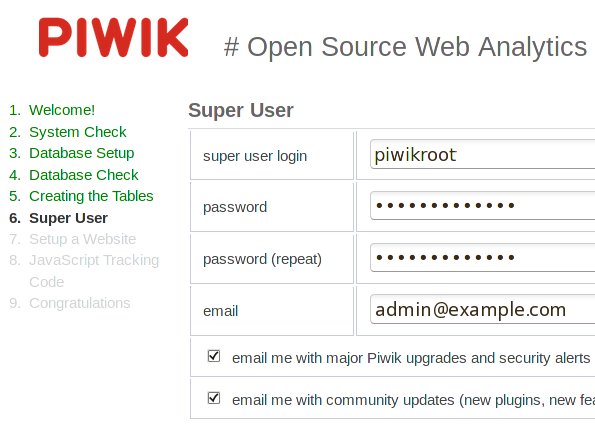 PIWIK # Open Source Web Analytics
1. Welcome!
2. System Check
3. Database Setup
4. Database Check
5. Creating the Tables
6. Super User
7. Setup a Website
8. JavaScript Tracking
Code
9. Congratulations
Super User
super user login piwikroot
password •••••••••••••
password (repeat) •••••••••••••
email admin@example.com
email me with major Piwik upgrades and security alerts
email me with community updates (new plugins, new